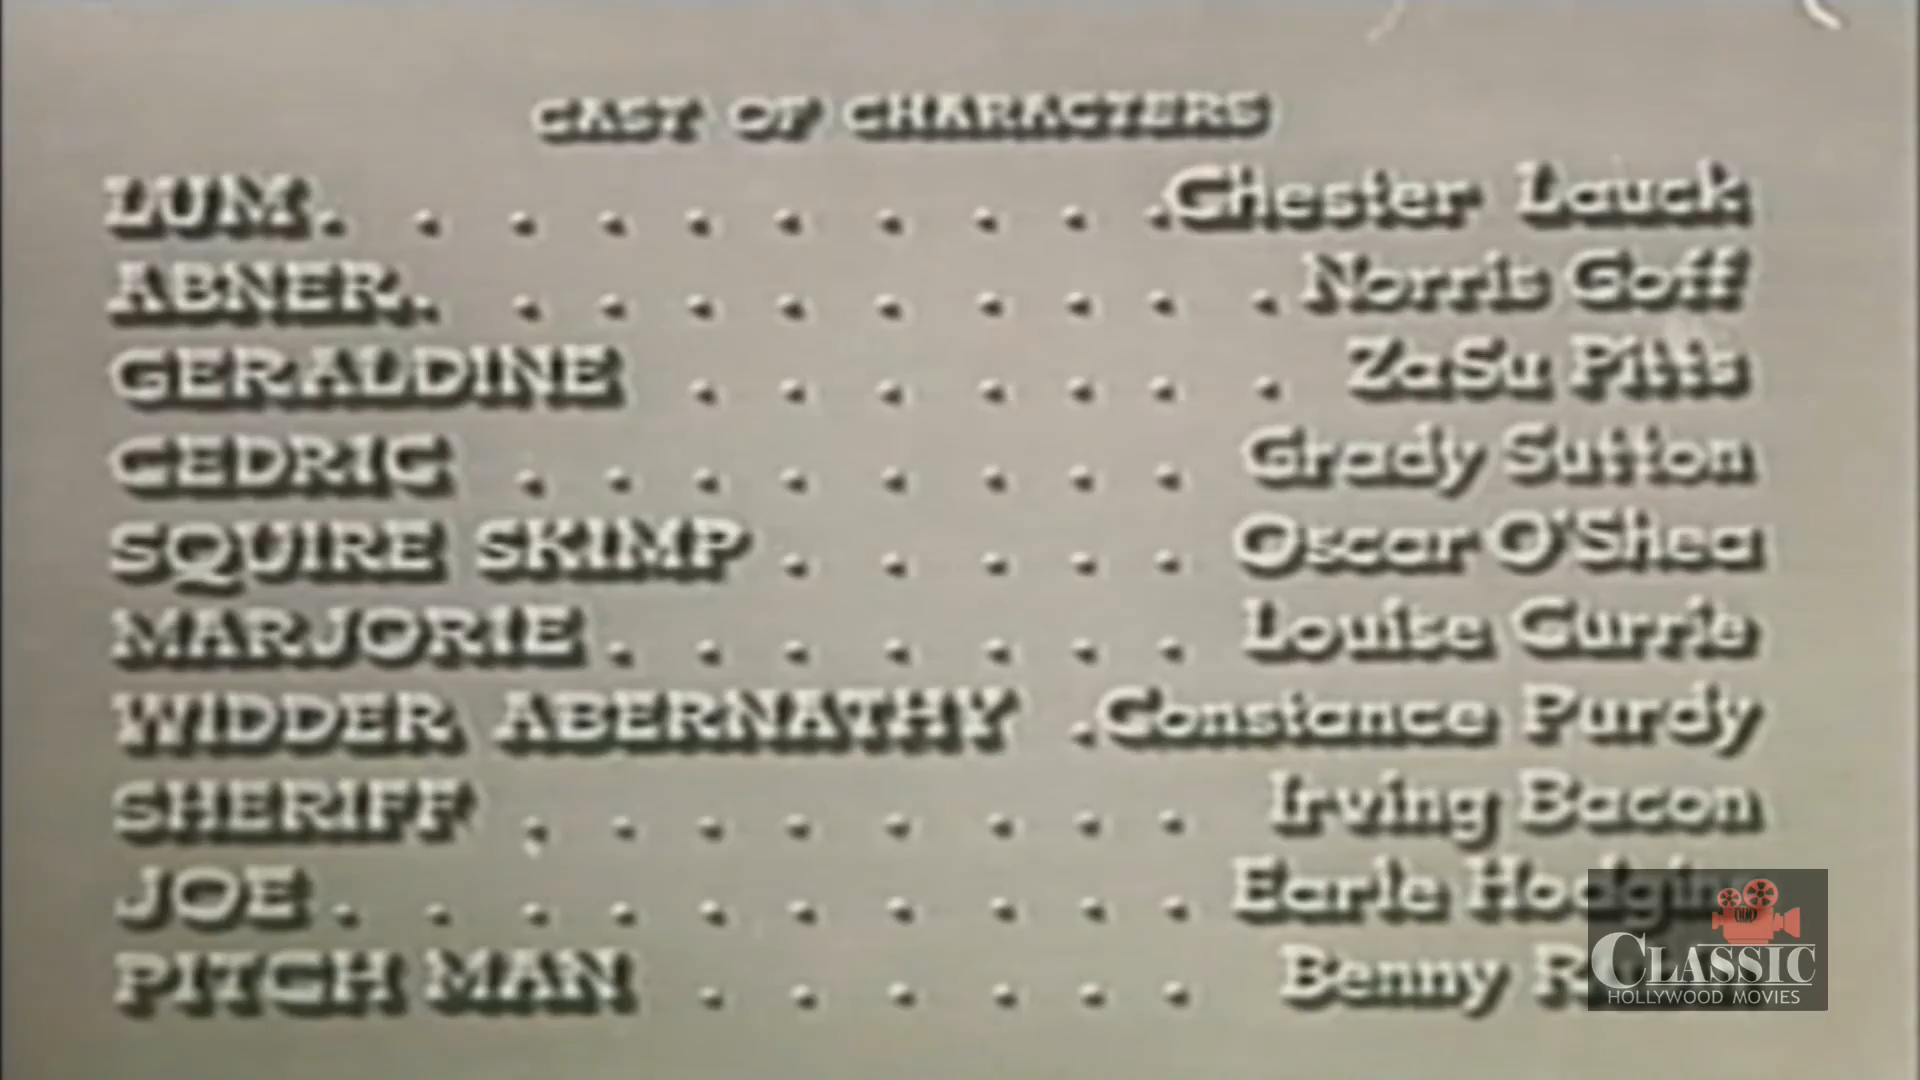 CAST OF CHARACTERS
LUM. . . . . . . . . .Chester Lauck
ABNER. . . . . . . . . . .Norris Goff
GERALDINE . . . . . . . ZaSu Pitts
CEDRIC . . . . . . . . Grady Sutton
SQUIRE SKIMP . . . . . Oscar O'Shea
MARJORIE . . . . . . . Louise Currie
WIDDER ABERNATHY .Constance Purdy
SHERIFF . . . . . . . . Irving Bacon
JOE . . . . . . . . . . Earle Hodgins
PITCH MAN . . . . . . Benny
CLASSIC
HOLLYWOOD MOVIES